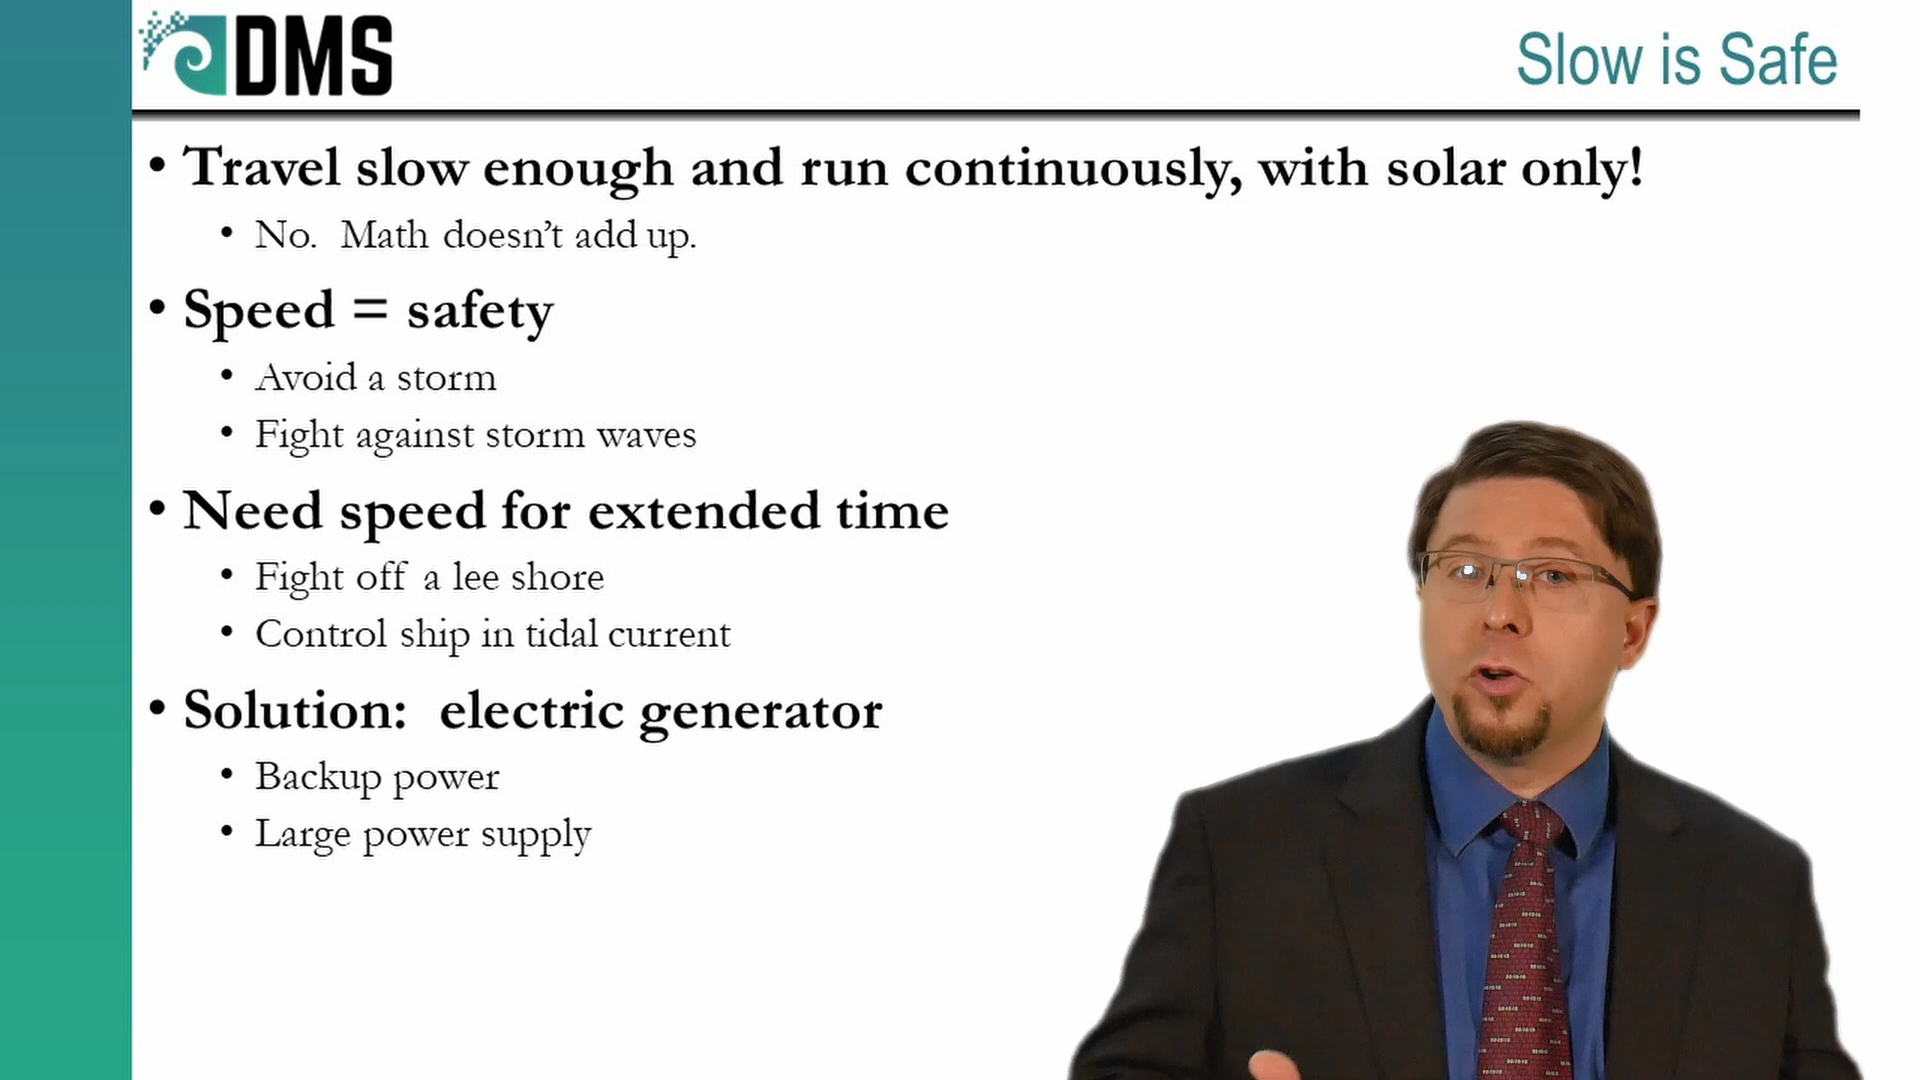 DMS
Slow is Safe
• Travel slow enough and run continuously, with solar only!
• No.  Math doesn’t add up.
• Speed = safety
• Avoid a storm
• Fight against storm waves
• Need speed for extended time
• Fight off a lee shore
• Control ship in tidal current
• Solution:  electric generator
• Backup power
• Large power supply